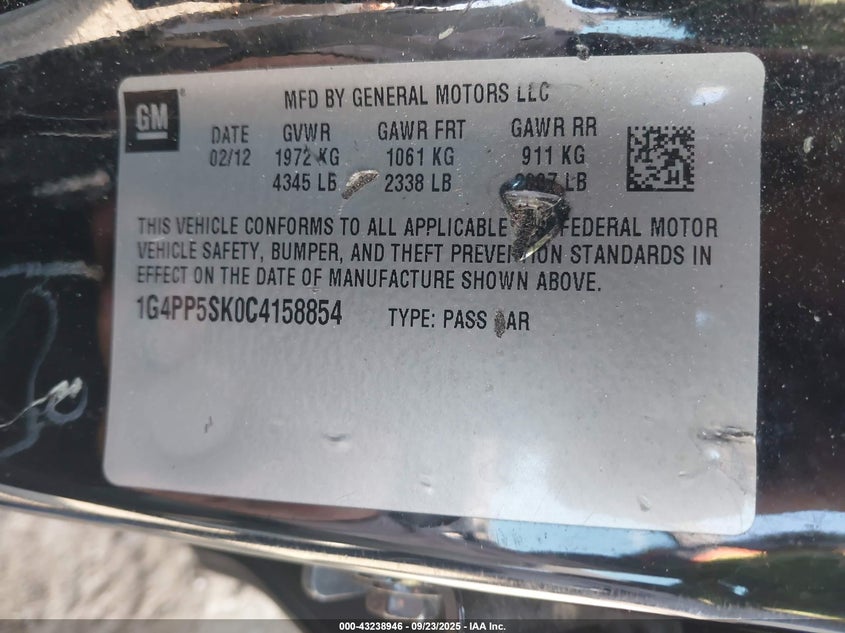 GM ®
MFD BY GENERAL MOTORS LLC
DATE GVWR GAWR FRT GAWR RR
02/12 1972 KG 1061 KG 911 KG
4345 LB 2338 LB LB
THIS VEHICLE CONFORMS TO ALL APPLICABLE FEDERAL MOTOR
VEHICLE SAFETY, BUMPER, AND THEFT PREVENTION STANDARDS IN
EFFECT ON THE DATE OF MANUFACTURE SHOWN ABOVE.
1G4PP5SK0C4158854 TYPE: PASS AR
000-43238946 - 09/23/2025 - IAA Inc.